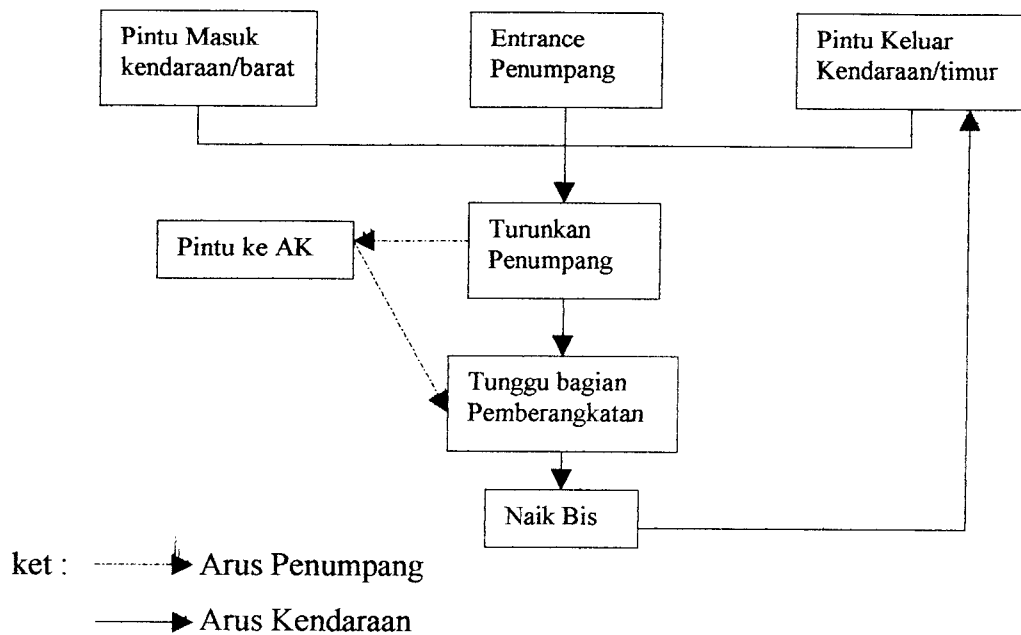 Pintu Masuk
kendaraan/barat
Entrance
Penumpang
Pintu Keluar
Kendaraan/timur
Turunkan
Penumpang
Pintu ke AK
Tunggu bagian
Pemberangkatan
Naik Bis
ket :
Arus Penumpang
Arus Kendaraan